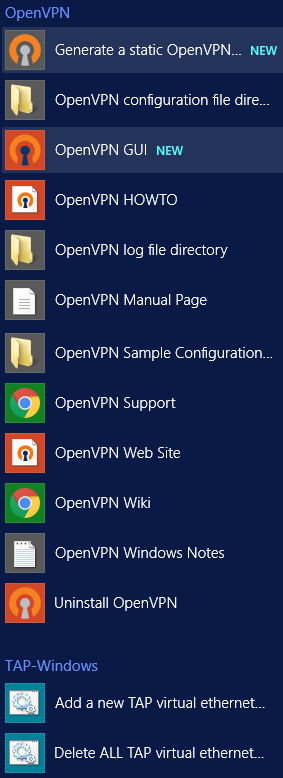 OpenVPN
Generate a static OpenVPN... NEW
OpenVPN configuration file dire...
OpenVPN GUI NEW
OpenVPN HOWTO
OpenVPN log file directory
OpenVPN Manual Page
OpenVPN Sample Configuration...
OpenVPN Support
OpenVPN Web Site
OpenVPN Wiki
OpenVPN Windows Notes
Uninstall OpenVPN
TAP-Windows
Add a new TAP virtual ethernet...
Delete ALL TAP virtual ethernet...